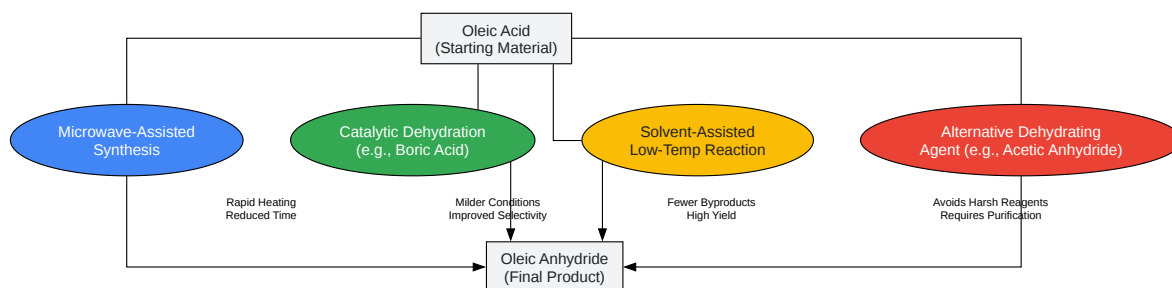 Oleic Acid
(Starting Material)
Microwave-Assisted
Synthesis
Catalytic Dehydration
(e.g., Boric Acid)
Solvent-Assisted
Low-Temp Reaction
Alternative Dehydrating
Agent (e.g., Acetic Anhydride)
Rapid Heating
Reduced Time
Milder Conditions
Improved Selectivity
Fewer Byproducts
High Yield
Avoids Harsh Reagents
Requires Purification
Oleic Anhydride
(Final Product)